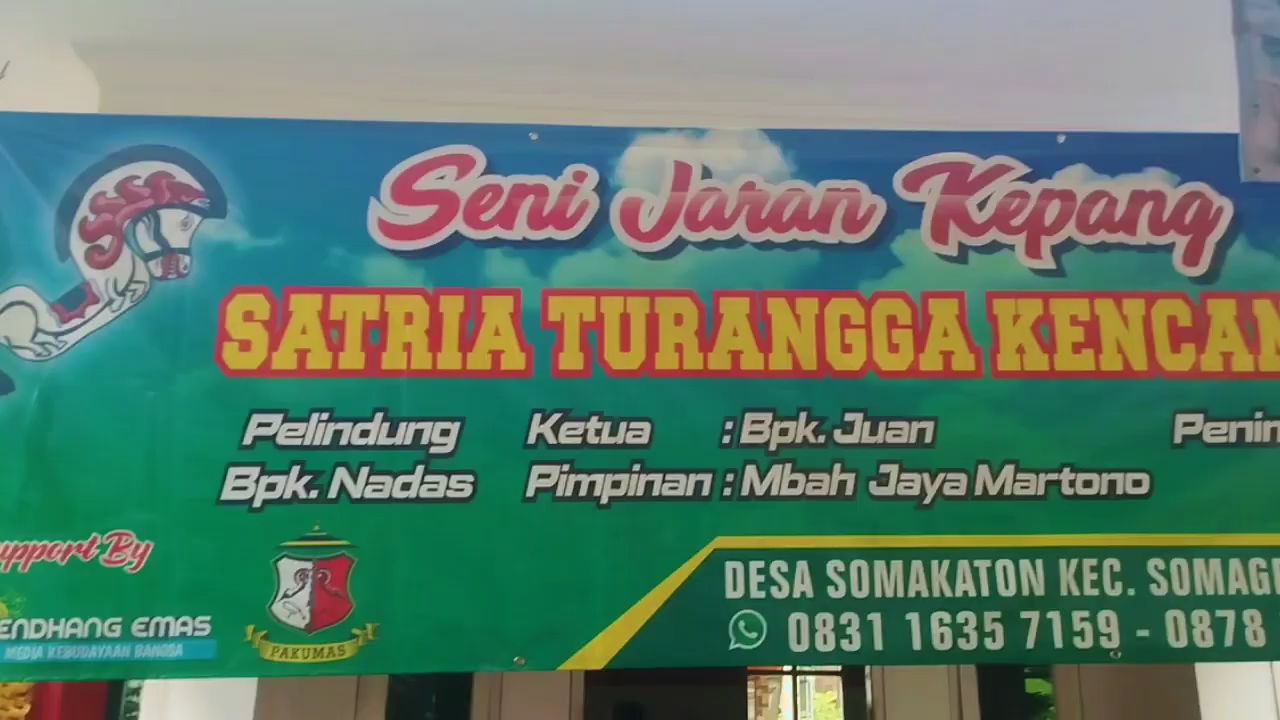 Seni Jaran Kepang
SATRIA TURANGGA KENCAN
Pelindung
Bpk. Nadas
Ketua : Bpk. Juan
Pimpinan : Mbah Jaya Martono
Penin
upport By
ENDHANG EMAS
MEDIA KEBUDAYAAN BANGSA
PAKUMAS
DESA SOMAKATON KEC. SOMAGE
0831 1635 7159 - 0878